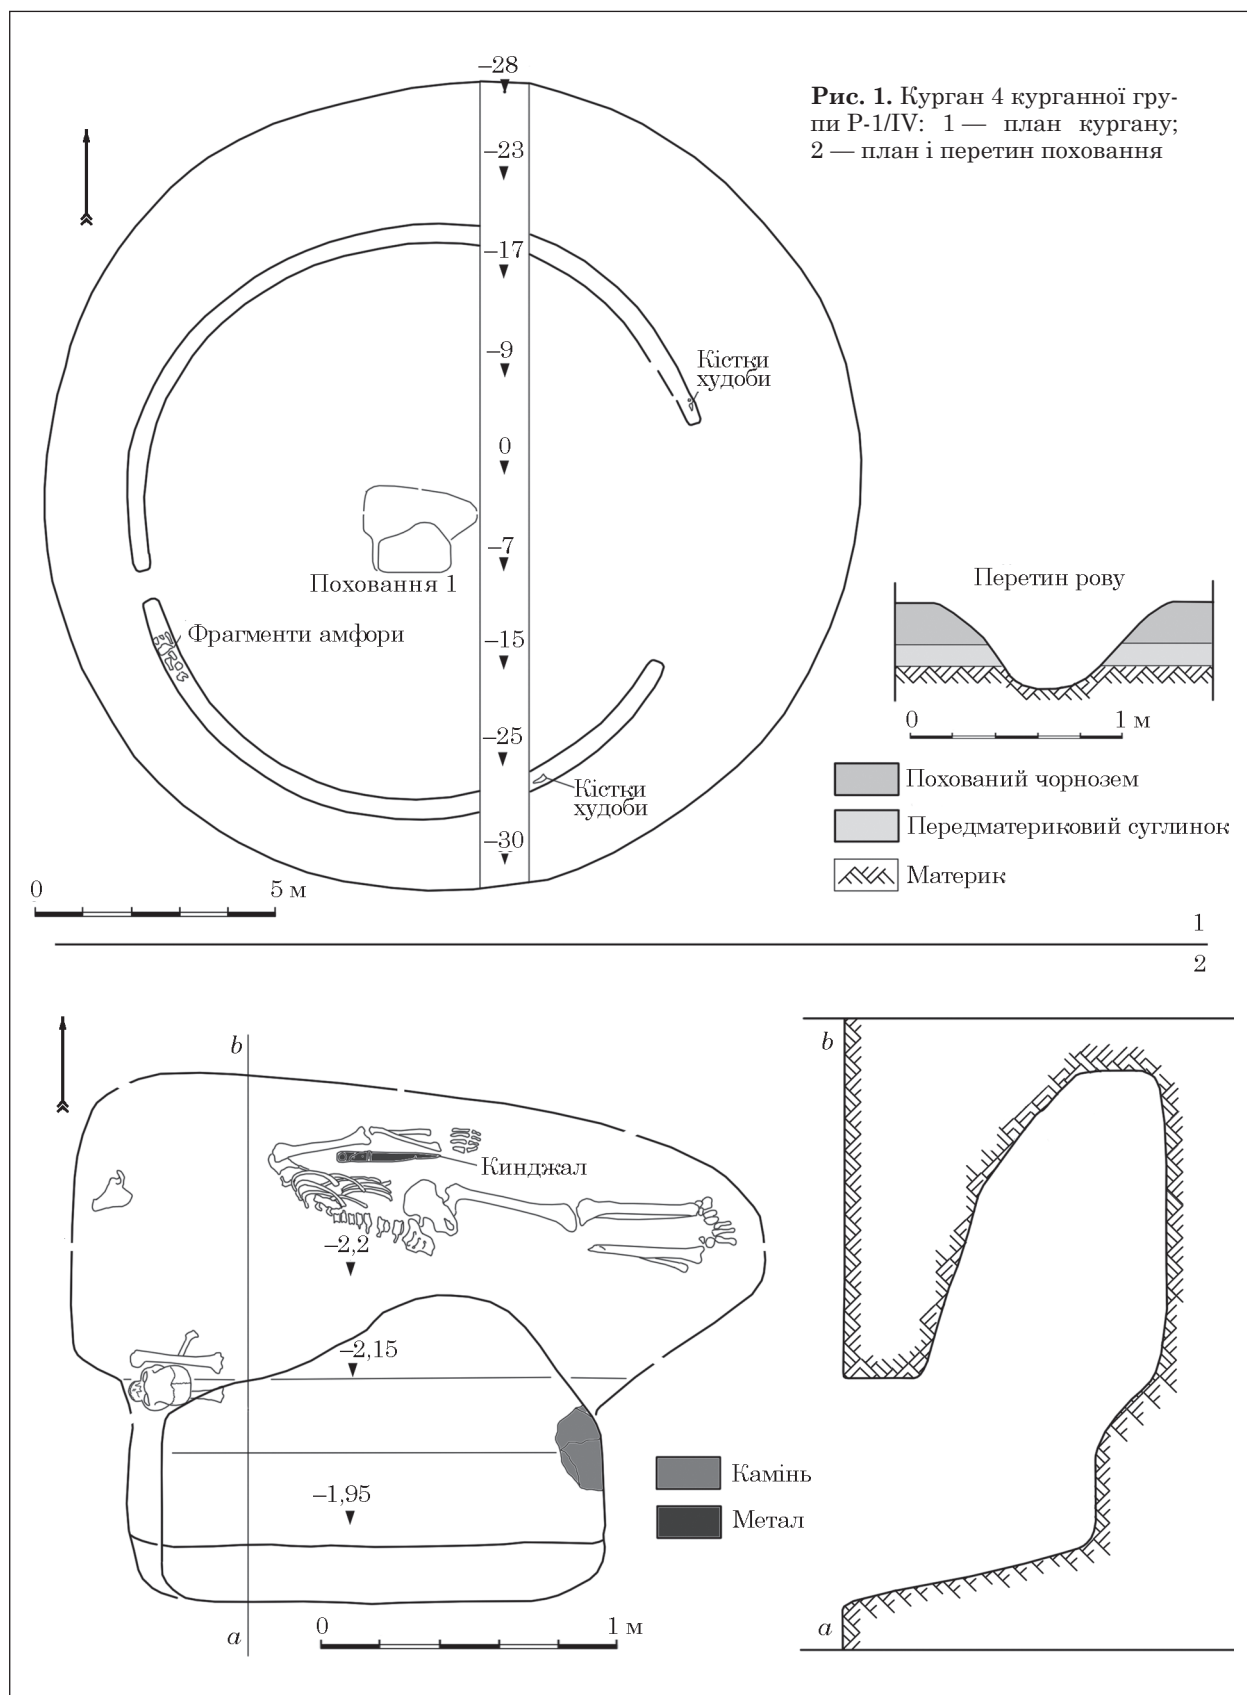 Рис. 1. Курган 4 курганної гру-
пи Р-1/IV: 1 — план кургану;
2 — план і перетин поховання
–28
–23
–17
–9
Кістки
худоби
0
–7
Поховання 1
Фрагменти амфори
–15
–25
Кістки
худоби
–30
0 5 м
Перетин рову
0 1 м
Похований чорнозем
Передматериковий суглинок
Материк
1
2
b
Кинджал
–2,2
–2,15
–1,95
a
0 1 м
Камінь
Метал
b
a